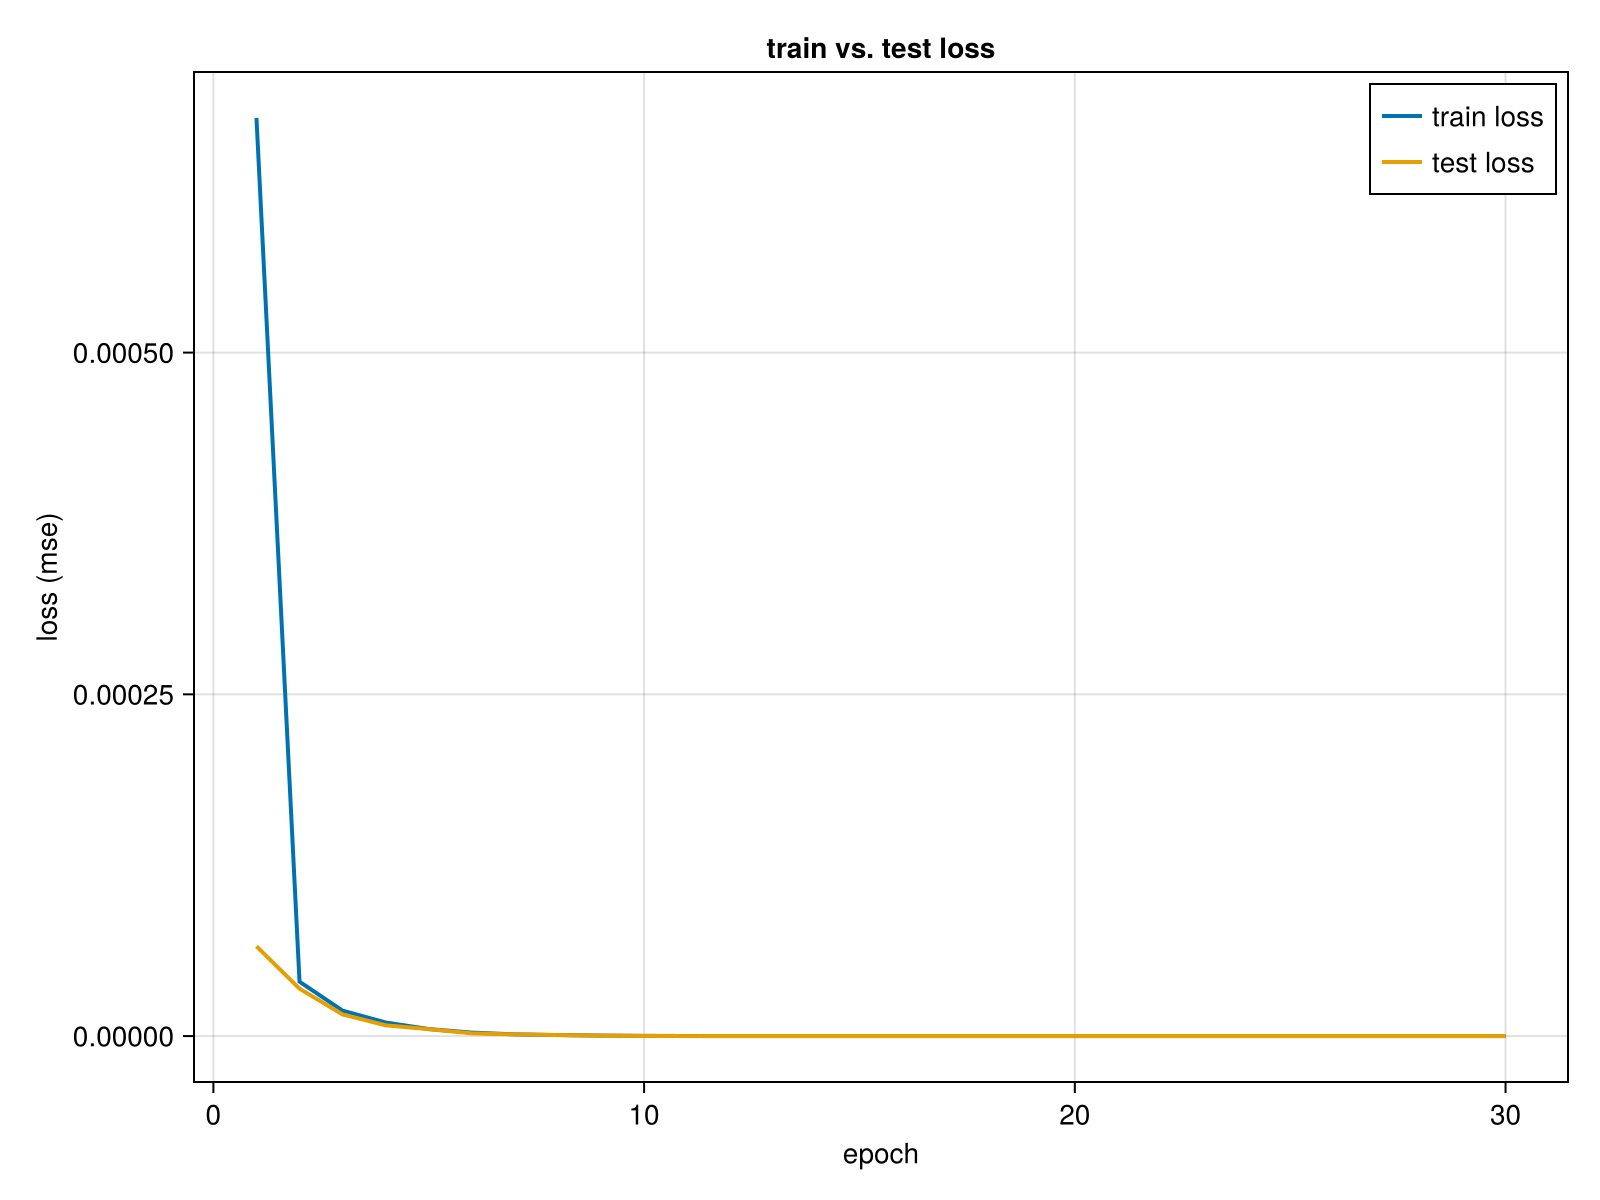 train vs. test loss
train loss
test loss
0.00050
0.00025
0.00000
loss (mse)
0 10 20 30
epoch